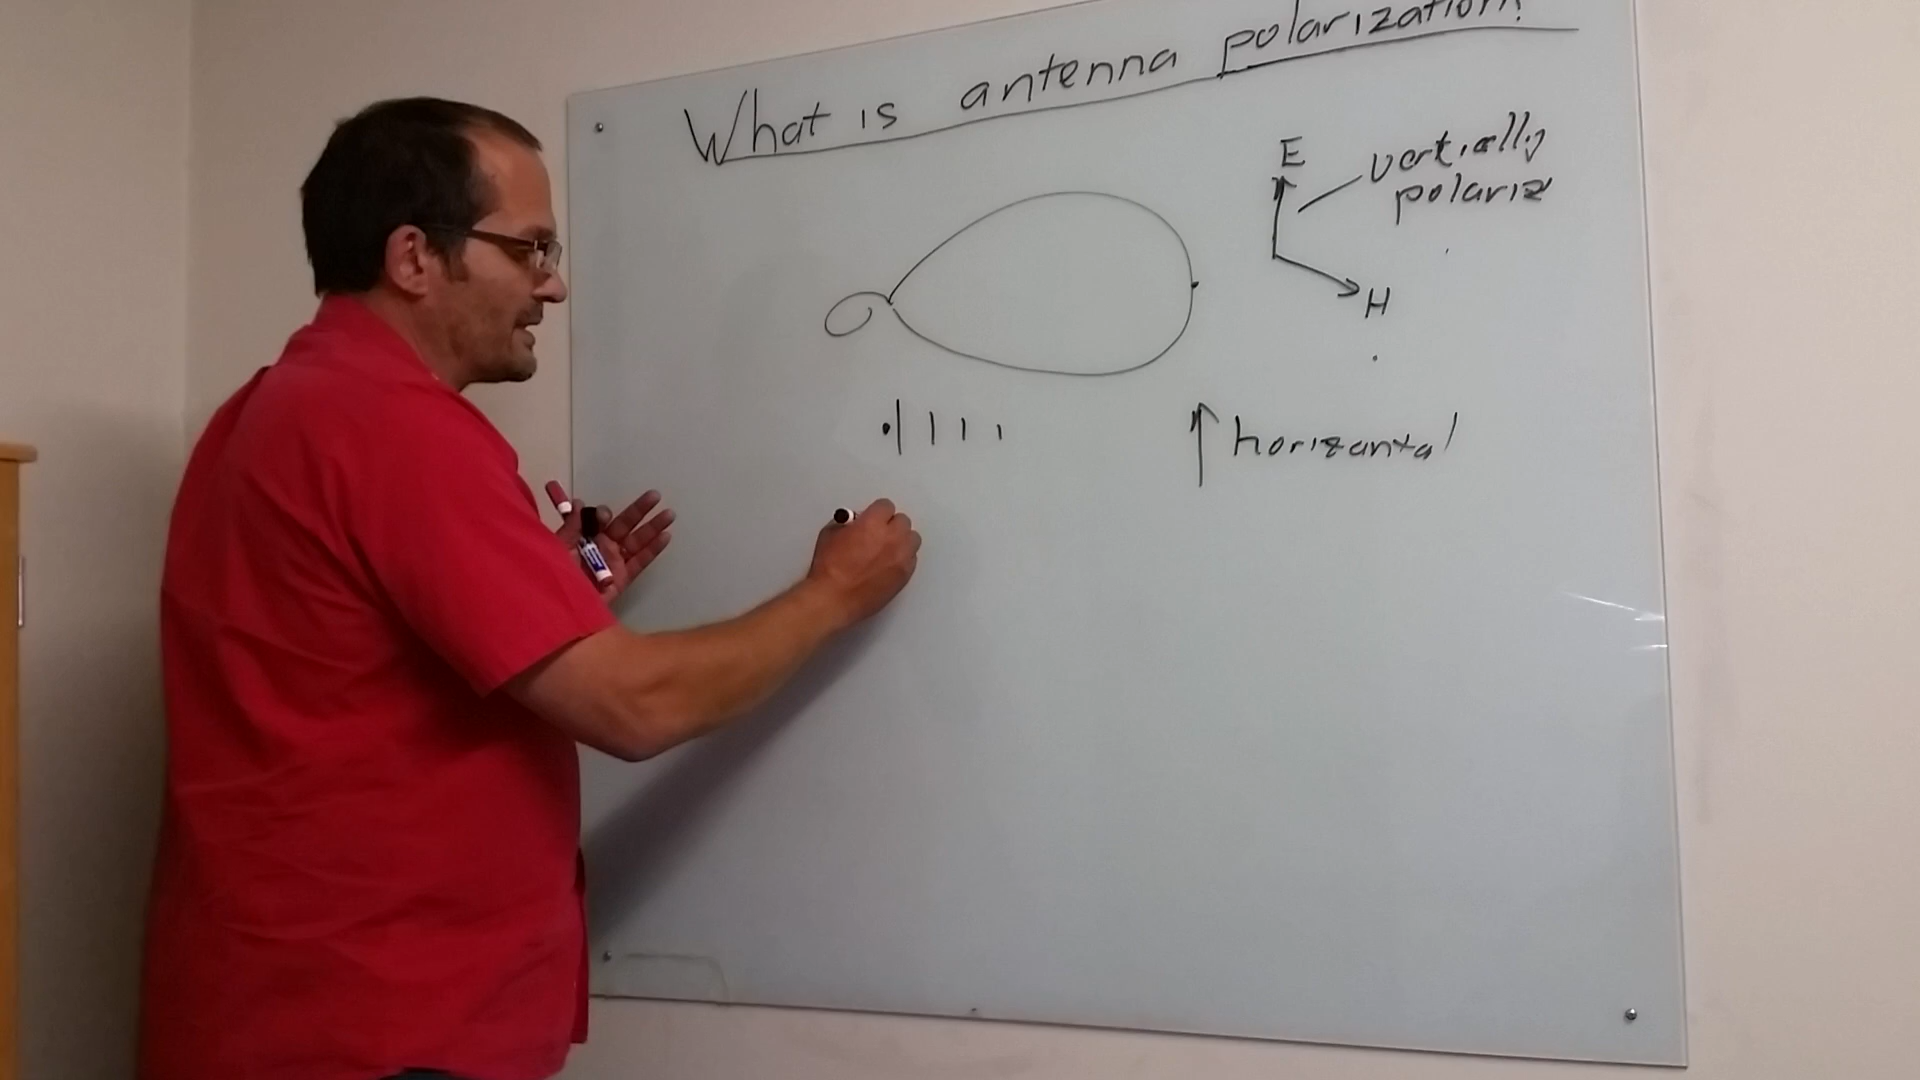 What is antenna polarization?
E
vertically
polariz
H
horizontal